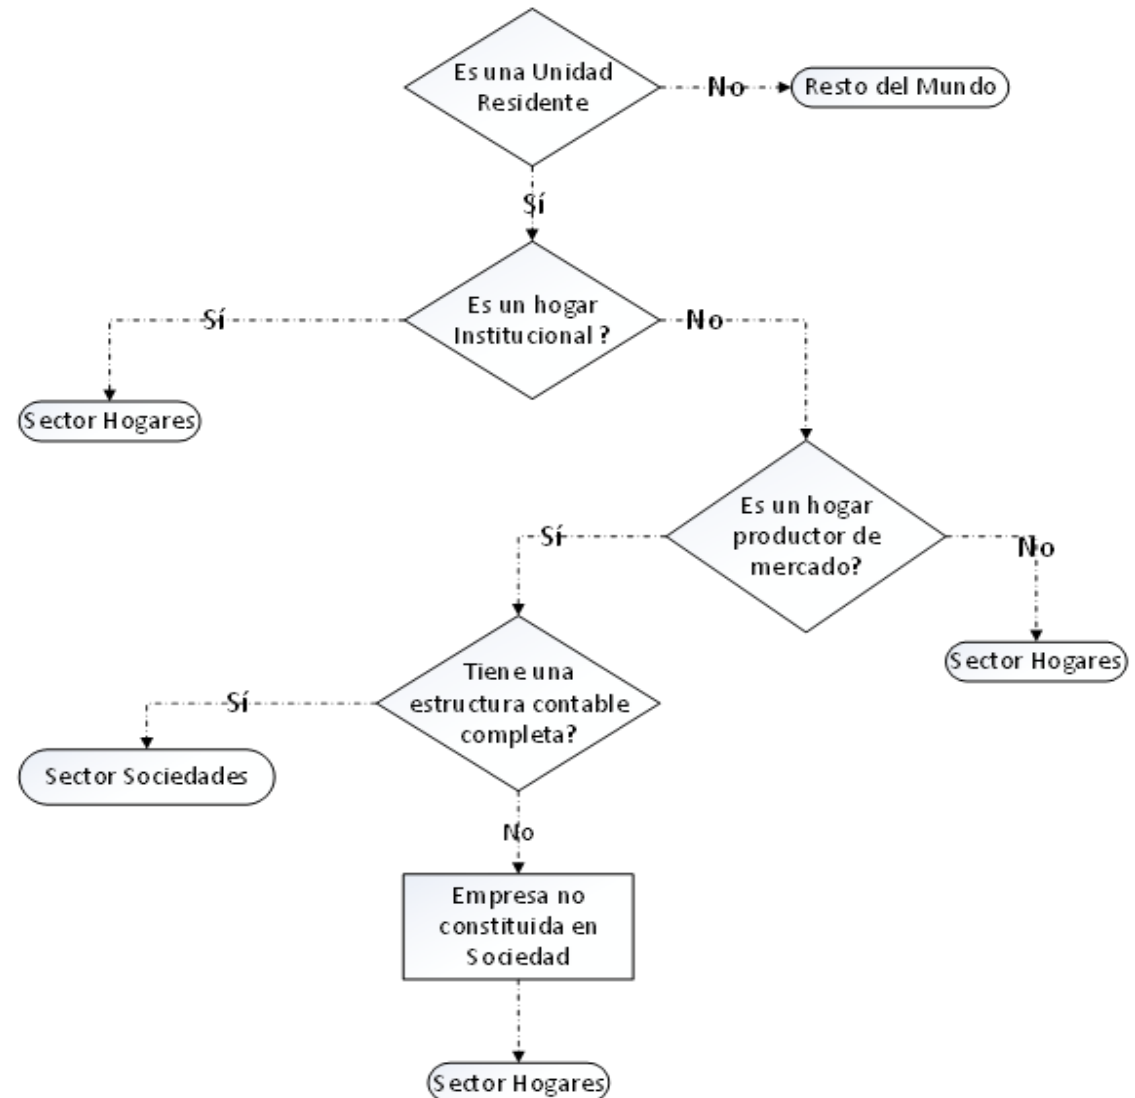 Es una Unidad
Residente
No
Resto del Mundo
Sí
Es un hogar
Institucional ?
Sí
No
Sector Hogares
Es un hogar
productor de
mercado?
Sí
No
Sector Hogares
Tiene una
estructura contable
completa?
Sí
Sector Sociedades
No
Empresa no
constituida en
Sociedad
Sector Hogares